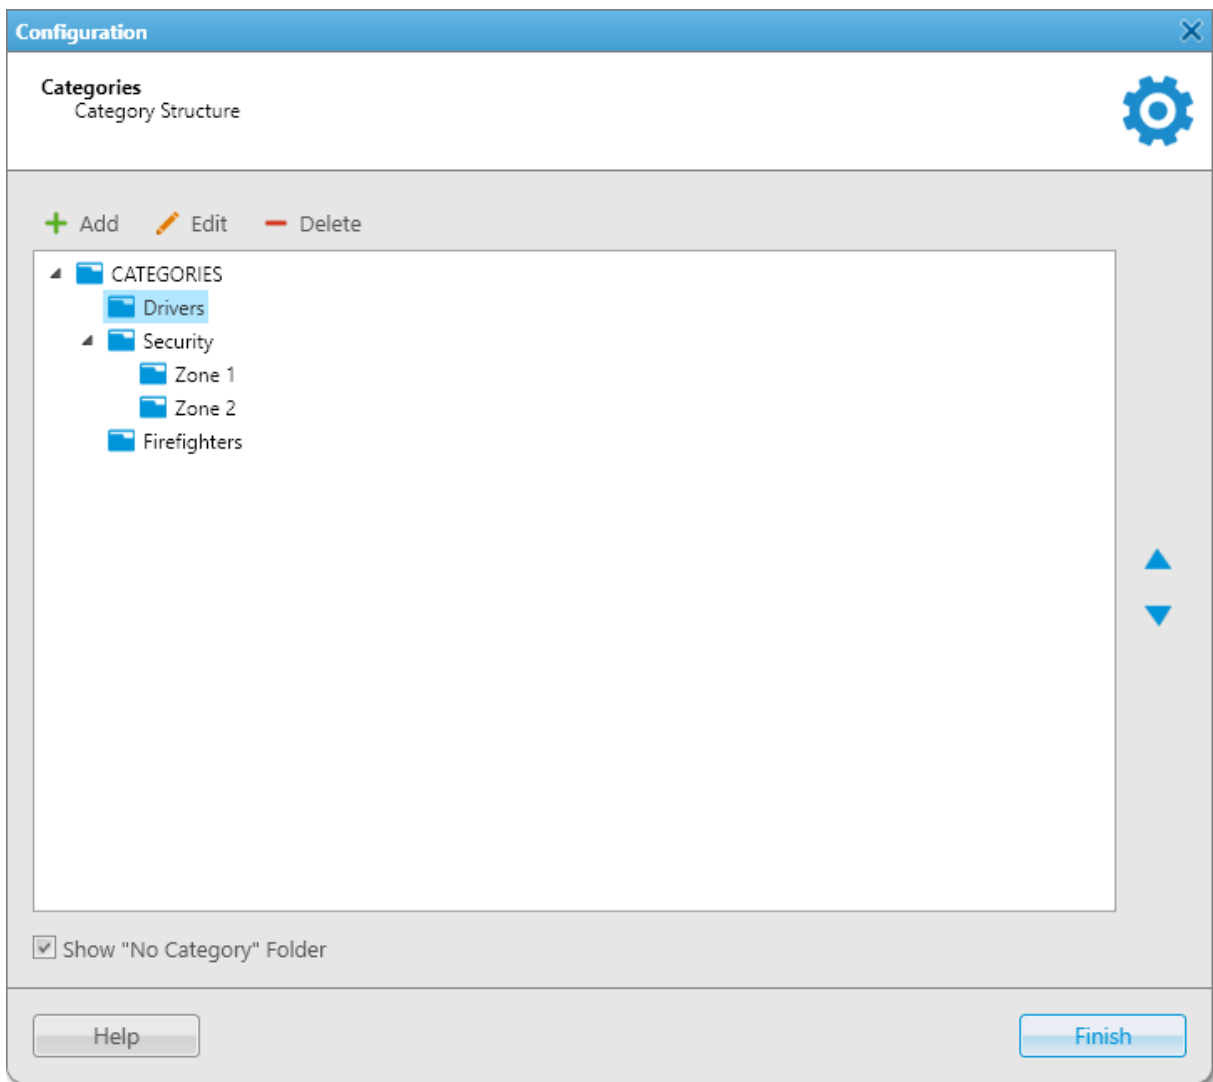 Configuration
Categories
Category Structure
Add Edit Delete
CATEGORIES
Drivers
Security
Zone 1
Zone 2
Firefighters
Show "No Category" Folder
Help Finish